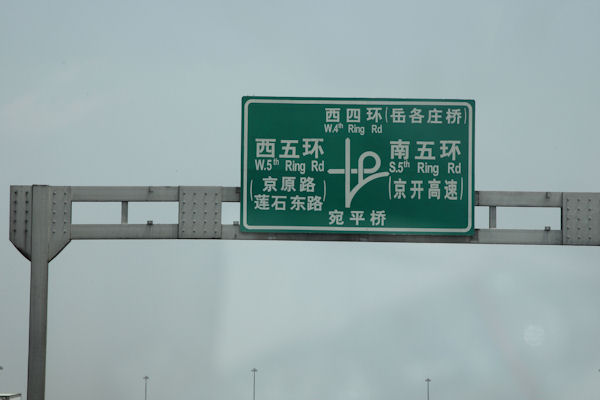 西四环(岳各庄桥)
W.4th Ring Rd
西五环
W.5th Ring Rd
(京原路
莲石东路)
南五环
S.5th Ring Rd
(京开高速)
宛平桥